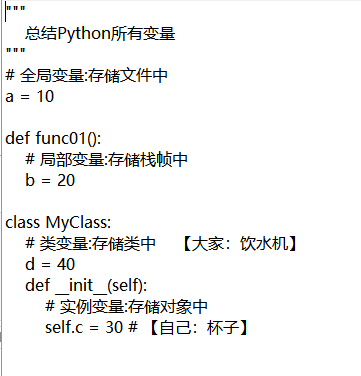 """
    总结Python所有变量
"""
# 全局变量:存储文件中
a = 10

def func01():
    # 局部变量:存储栈帧中
    b = 20

class MyClass:
    # 类变量:存储类中    【大家：饮水机】
    d = 40
    def __init__(self):
        # 实例变量:存储对象中
        self.c = 30 # 【自己：杯子】